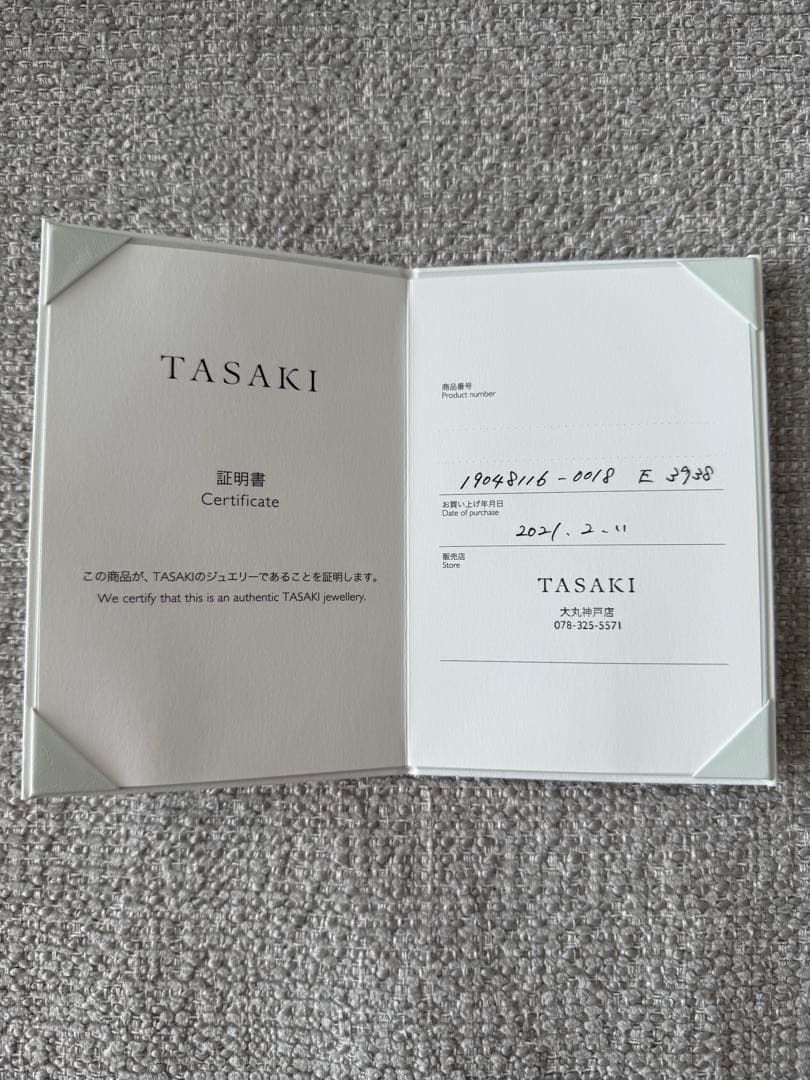 TASAKI
証明書
Certificate
この商品が、TASAKIのジュエリーであることを証明します。
We certify that this is an authentic TASAKI jewellery.
商品番号
Product number
19048116-0018 E 3938
お買い上げ年月日
Date of purchase
2021.2.11
販売店
Store
TASAKI
大丸神戸店
078-325-5571